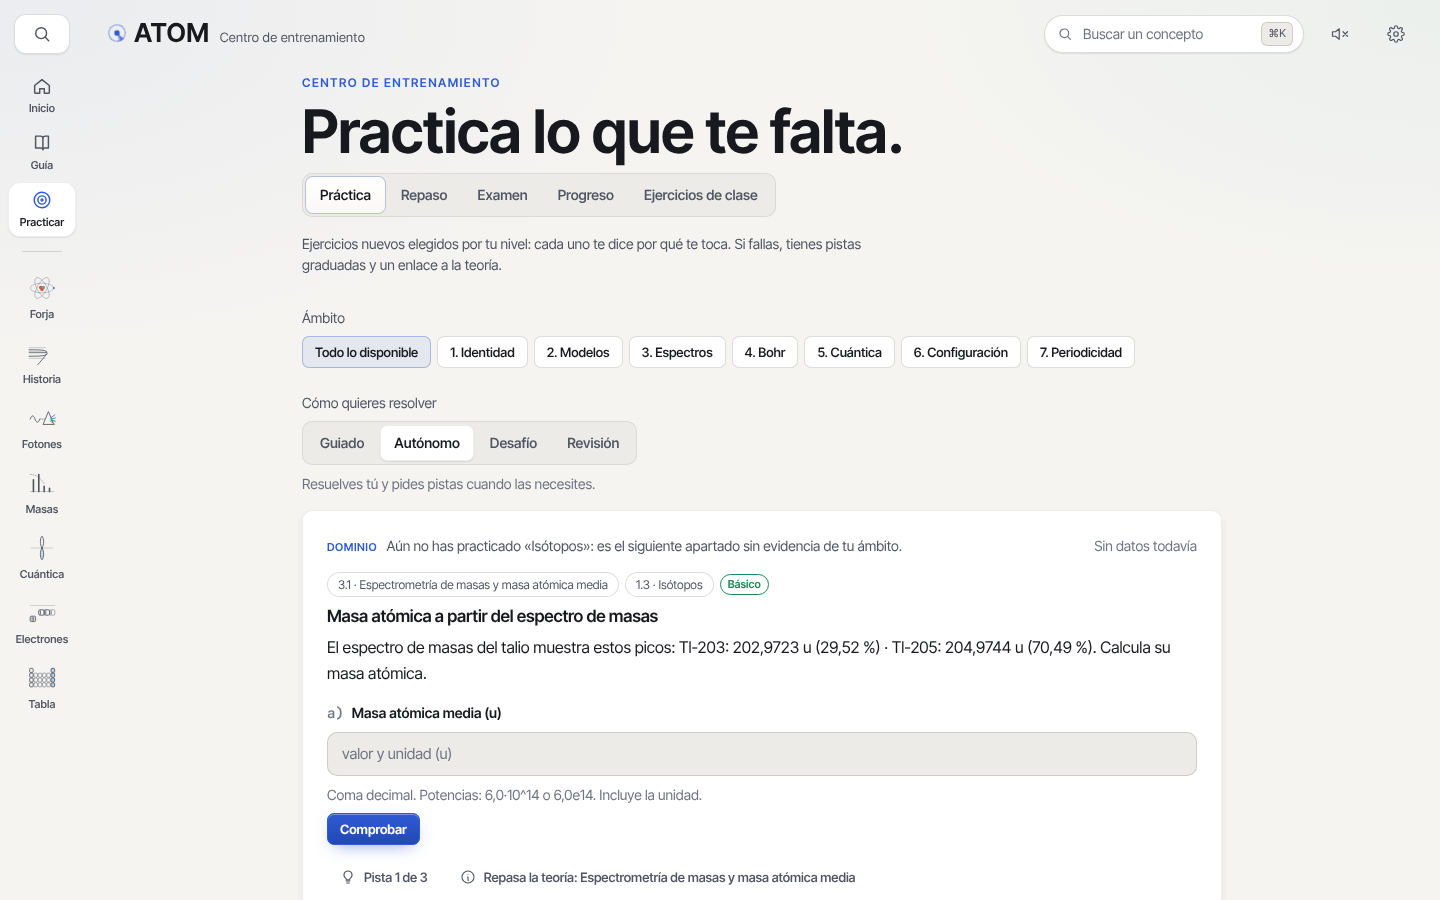 ATOM Centro de entrenamiento
Buscar un concepto ⌘K
Inicio
Guía
Practicar
Forja
Historia
Fotones
Masas
Cuántica
Electrones
Tabla
CENTRO DE ENTRENAMIENTO
Practica lo que te falta.
Práctica Repaso Examen Progreso Ejercicios de clase
Ejercicios nuevos elegidos por tu nivel: cada uno te dice por qué te toca. Si fallas, tienes pistas
graduadas y un enlace a la teoría.
Ámbito
Todo lo disponible 1. Identidad 2. Modelos 3. Espectros 4. Bohr 5. Cuántica 6. Configuración 7. Periodicidad
Cómo quieres resolver
Guiado Autónomo Desafío Revisión
Resuelves tú y pides pistas cuando las necesites.
DOMINIO Aún no has practicado «Isótopos»: es el siguiente apartado sin evidencia de tu ámbito. Sin datos todavía
3.1 · Espectrometría de masas y masa atómica media 1.3 · Isótopos Básico
Masa atómica a partir del espectro de masas
El espectro de masas del talio muestra estos picos: Tl-203: 202,9723 u (29,52 %) · Tl-205: 204,9744 u (70,49 %). Calcula su
masa atómica.
a) Masa atómica media (u)
valor y unidad (u)
Coma decimal. Potencias: 6,0·10^14 o 6,0e14. Incluye la unidad.
Comprobar
Pista 1 de 3 Repasa la teoría: Espectrometría de masas y masa atómica media